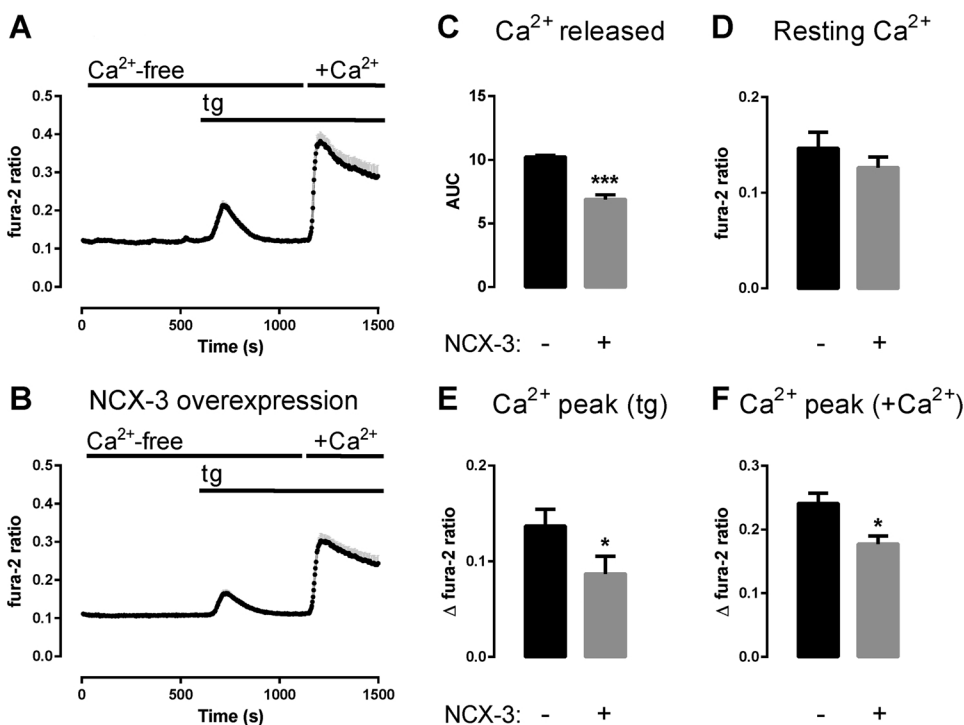 A
Ca²⁺-free
+Ca²⁺
tg
0.5
0.4
0.3
0.2
0.1
0.0
fura-2 ratio
0
500
1000
1500
Time (s)
B
NCX-3 overexpression
Ca²⁺-free
+Ca²⁺
tg
0.5
0.4
0.3
0.2
0.1
0.0
fura-2 ratio
0
500
1000
1500
Time (s)
C
Ca²⁺ released
15
10
5
0
AUC
***
NCX-3:
-
+
D
Resting Ca²⁺
0.2
0.1
0.0
fura-2 ratio
-
+
E
Ca²⁺ peak (tg)
0.2
0.1
0.0
Δ fura-2 ratio
*
NCX-3:
-
+
F
Ca²⁺ peak (+Ca²⁺)
0.3
0.2
0.1
0.0
Δ fura-2 ratio
*
-
+